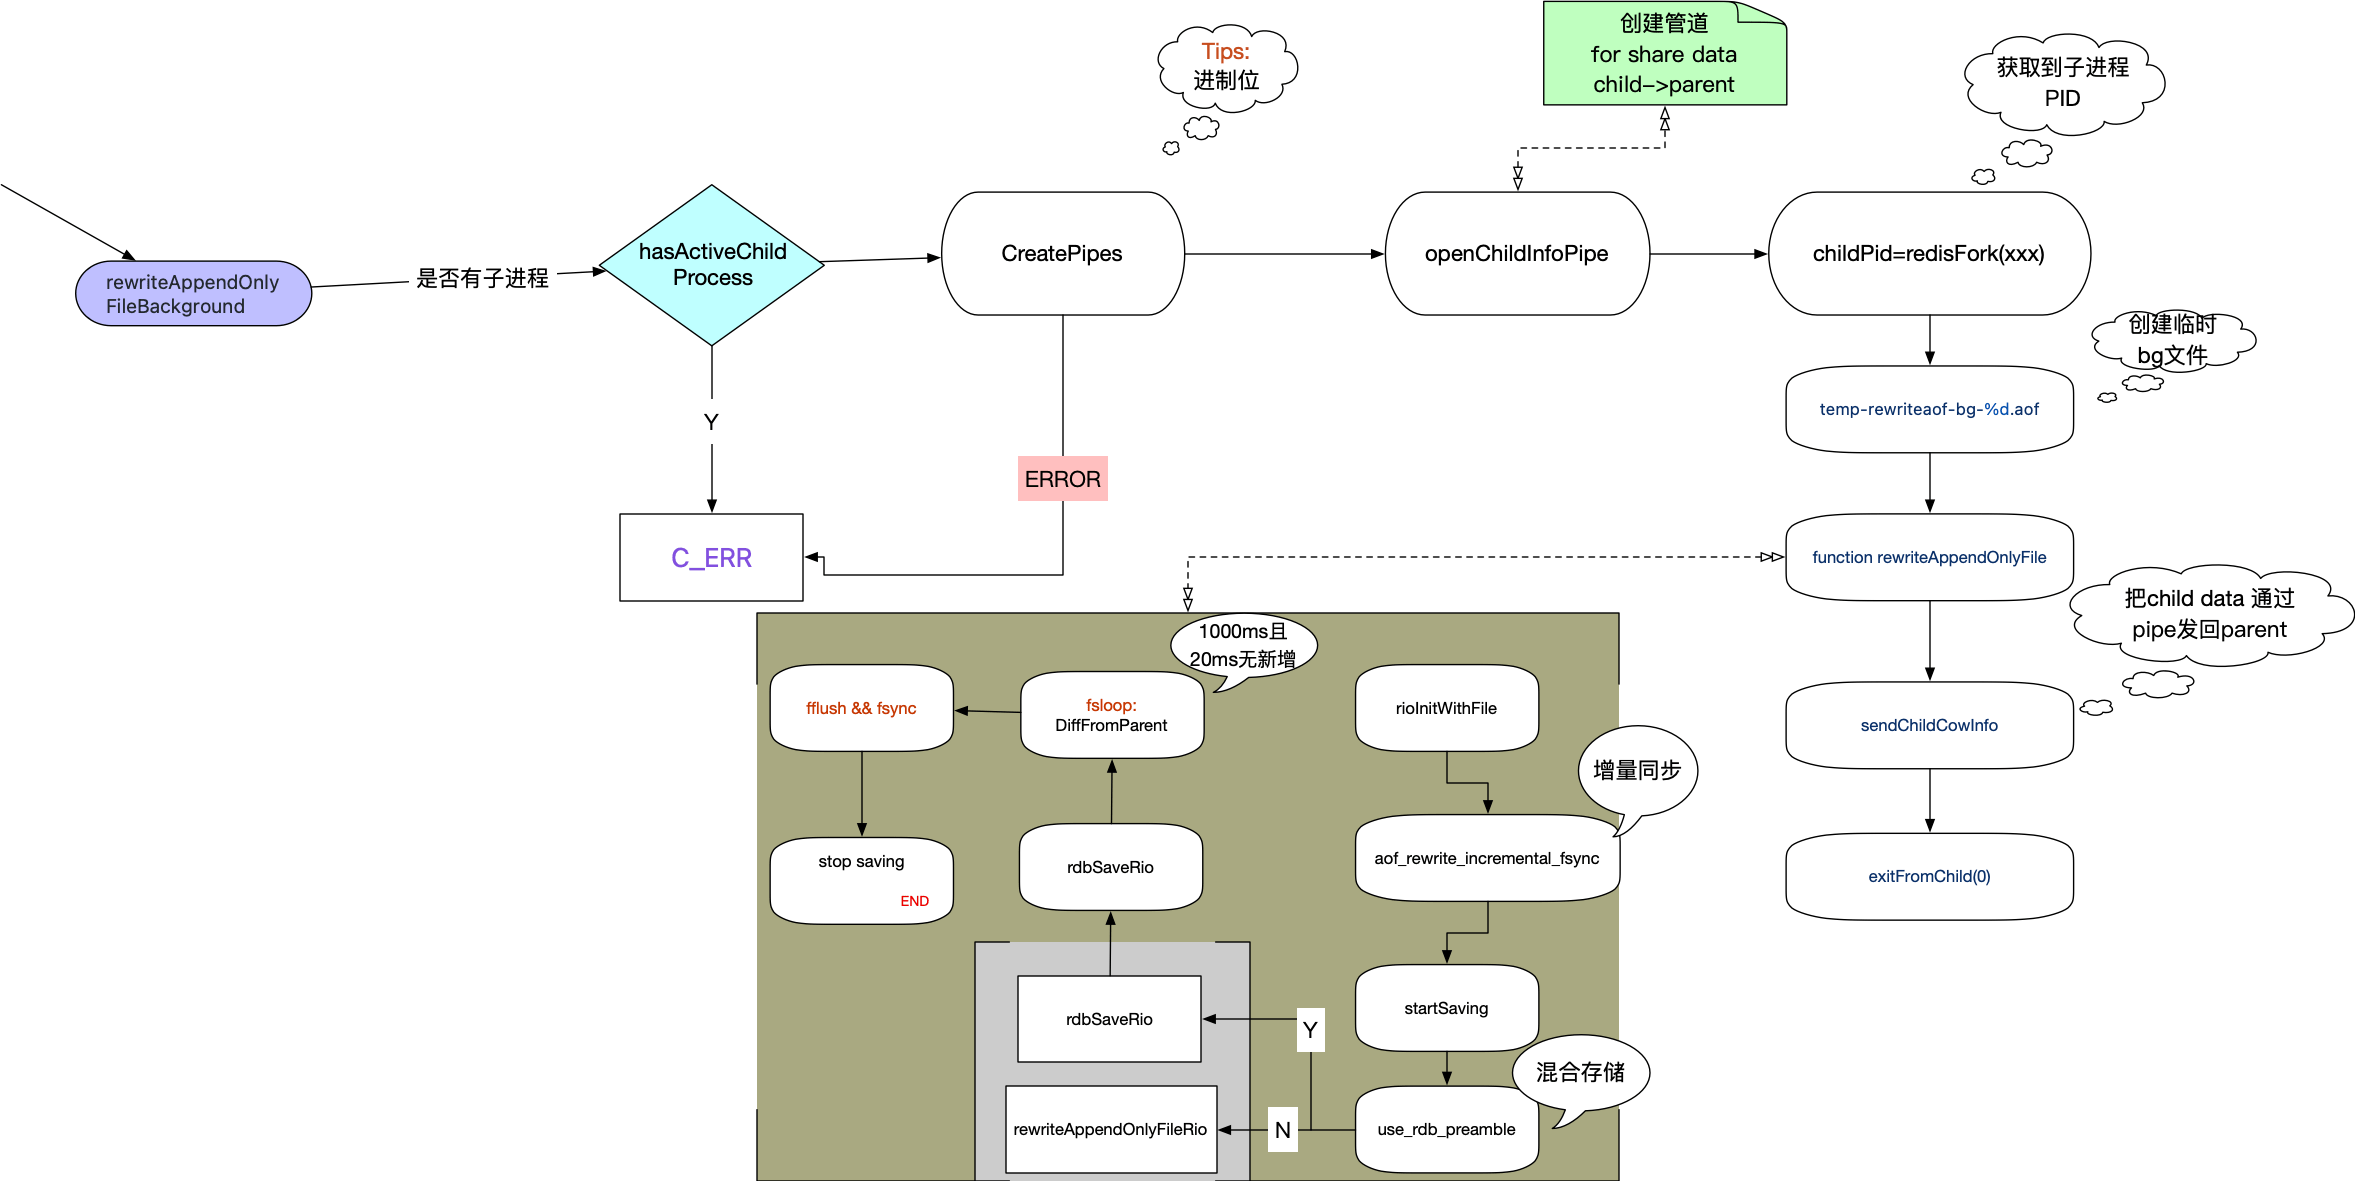 Tips:
进制位
创建管道
for share data
child->parent
获取到子进程
PID
rewriteAppendOnly
FileBackground
是否有子进程
hasActiveChild
Process
CreatePipes
openChildInfoPipe
childPid=redisFork(xxx)
创建临时
bg文件
temp-rewriteaof-bg-%d.aof
Y
ERROR
C_ERR
function rewriteAppendOnlyFile
把child data 通过
pipe发回parent
sendChildCowInfo
exitFromChild(0)
1000ms且
20ms无新增
fflush && fsync
fsloop:
DiffFromParent
rioInitWithFile
增量同步
stop saving
END
rdbSaveRio
aof_rewrite_incremental_fsync
rdbSaveRio
Y
startSaving
混合存储
rewriteAppendOnlyFileRio
N
use_rdb_preamble